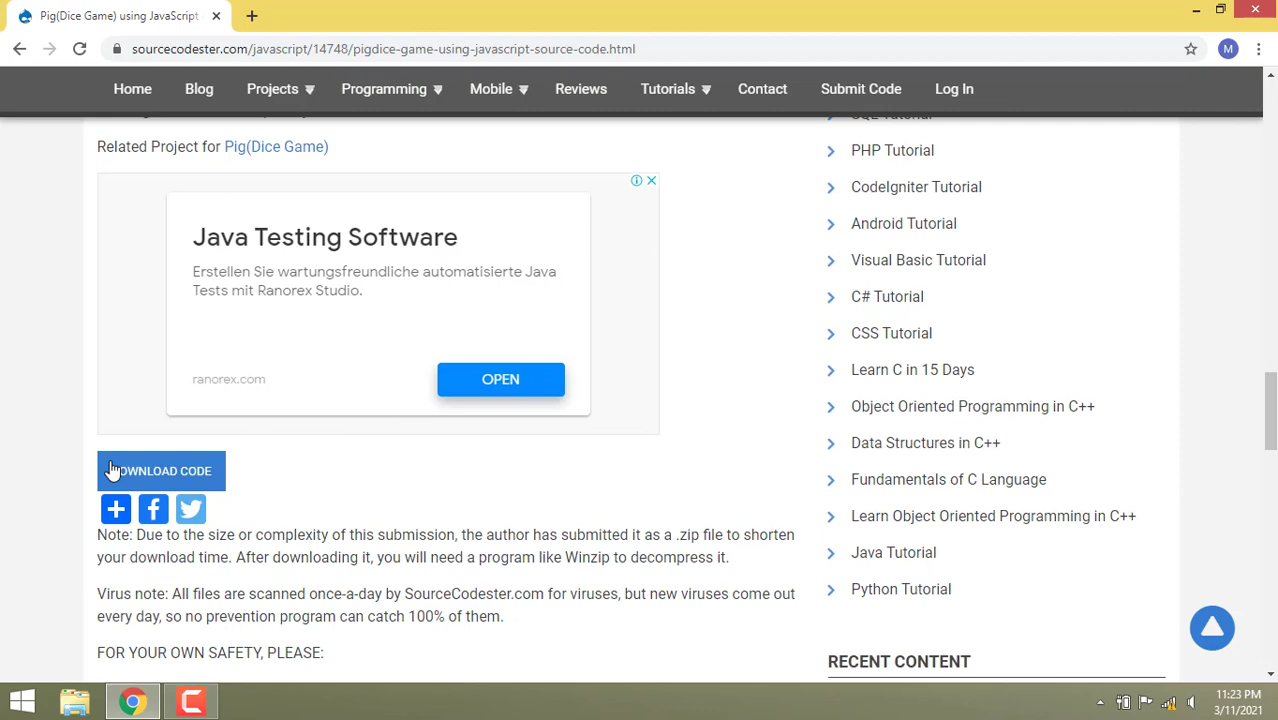 Pig(Dice Game) using JavaScript
sourcecodester.com/javascript/14748/pigdice-game-using-javascript-source-code.html
M
Home Blog Projects Programming Mobile Reviews Tutorials Contact Submit Code Log In
Related Project for Pig(Dice Game)
Java Testing Software
Erstellen Sie wartungsfreundliche automatisierte Java
Tests mit Ranorex Studio.
ranorex.com
OPEN
DOWNLOAD CODE
Note: Due to the size or complexity of this submission, the author has submitted it as a .zip file to shorten
your download time. After downloading it, you will need a program like Winzip to decompress it.
Virus note: All files are scanned once-a-day by SourceCodester.com for viruses, but new viruses come out
every day, so no prevention program can catch 100% of them.
FOR YOUR OWN SAFETY, PLEASE:
PHP Tutorial
CodeIgniter Tutorial
Android Tutorial
Visual Basic Tutorial
C# Tutorial
CSS Tutorial
Learn C in 15 Days
Object Oriented Programming in C++
Data Structures in C++
Fundamentals of C Language
Learn Object Oriented Programming in C++
Java Tutorial
Python Tutorial
RECENT CONTENT
11:23 PM
3/11/2021